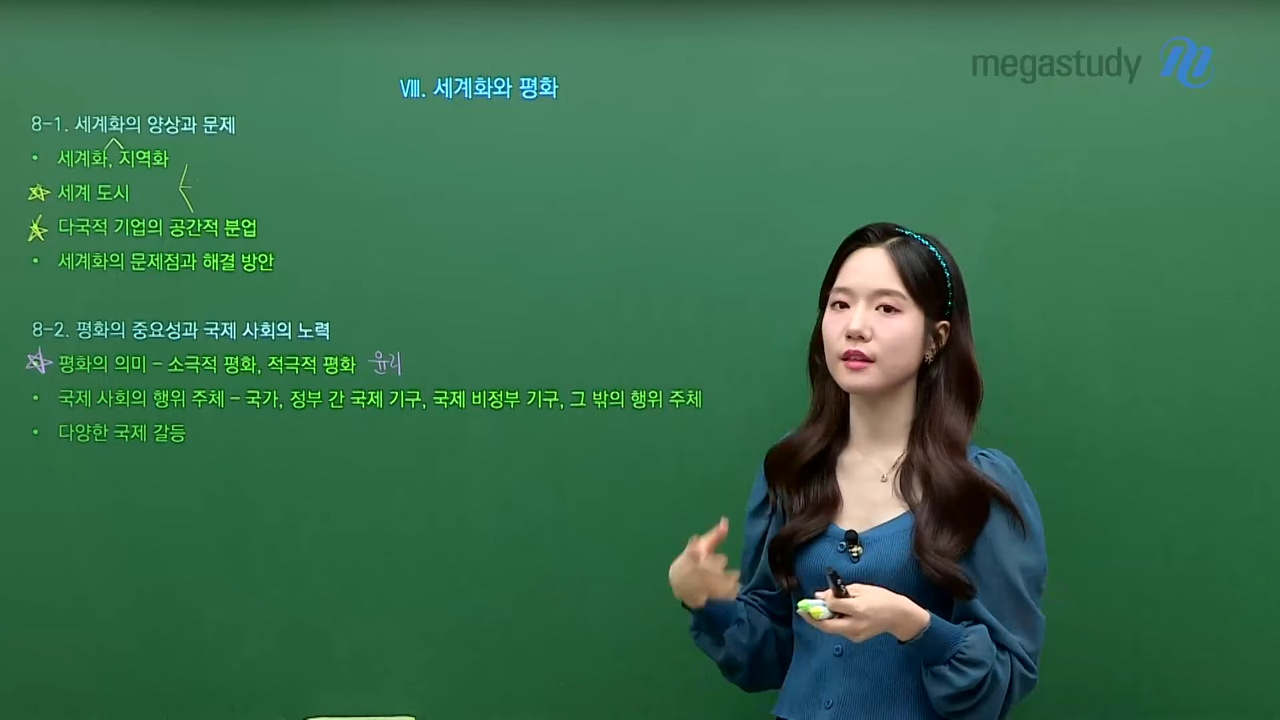 megastudy
Ⅷ. 세계화와 평화
8-1. 세계화의 양상과 문제
• 세계화, 지역화
세계 도시
다국적 기업의 공간적 분업
• 세계화의 문제점과 해결 방안
8-2. 평화의 중요성과 국제 사회의 노력
평화의 의미 - 소극적 평화, 적극적 평화 윤리
• 국제 사회의 행위 주체 - 국가, 정부 간 국제 기구, 국제 비정부 기구, 그 밖의 행위 주체
• 다양한 국제 갈등